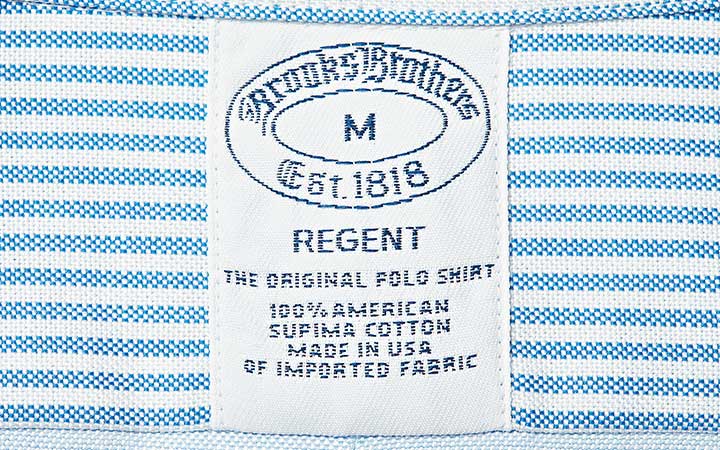 Brooks Brothers
M
Est. 1818
REGENT
THE ORIGINAL POLO SHIRT
100% AMERICAN
SUPIMA COTTON
MADE IN USA
OF IMPORTED FABRIC